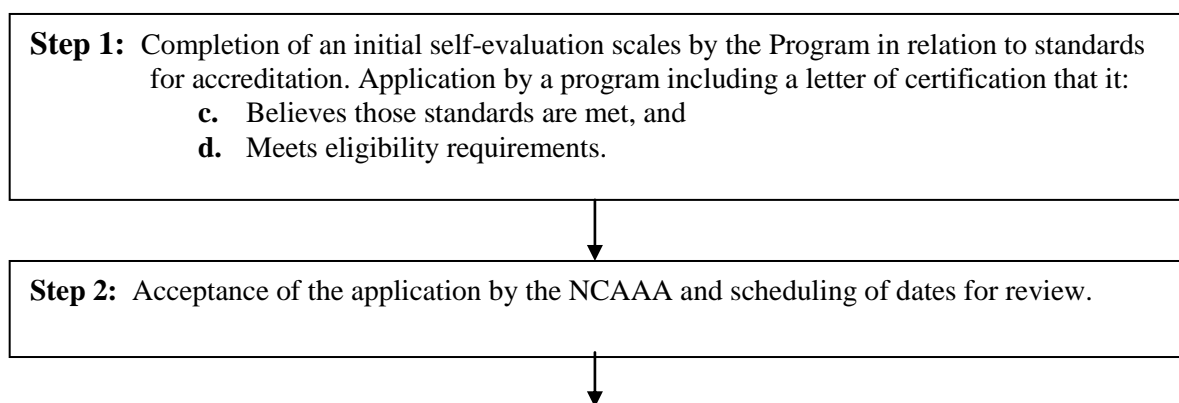 Step 1: Completion of an initial self-evaluation scales by the Program in relation to standards
for accreditation. Application by a program including a letter of certification that it:
c. Believes those standards are met, and
d. Meets eligibility requirements.
Step 2: Acceptance of the application by the NCAAA and scheduling of dates for review.